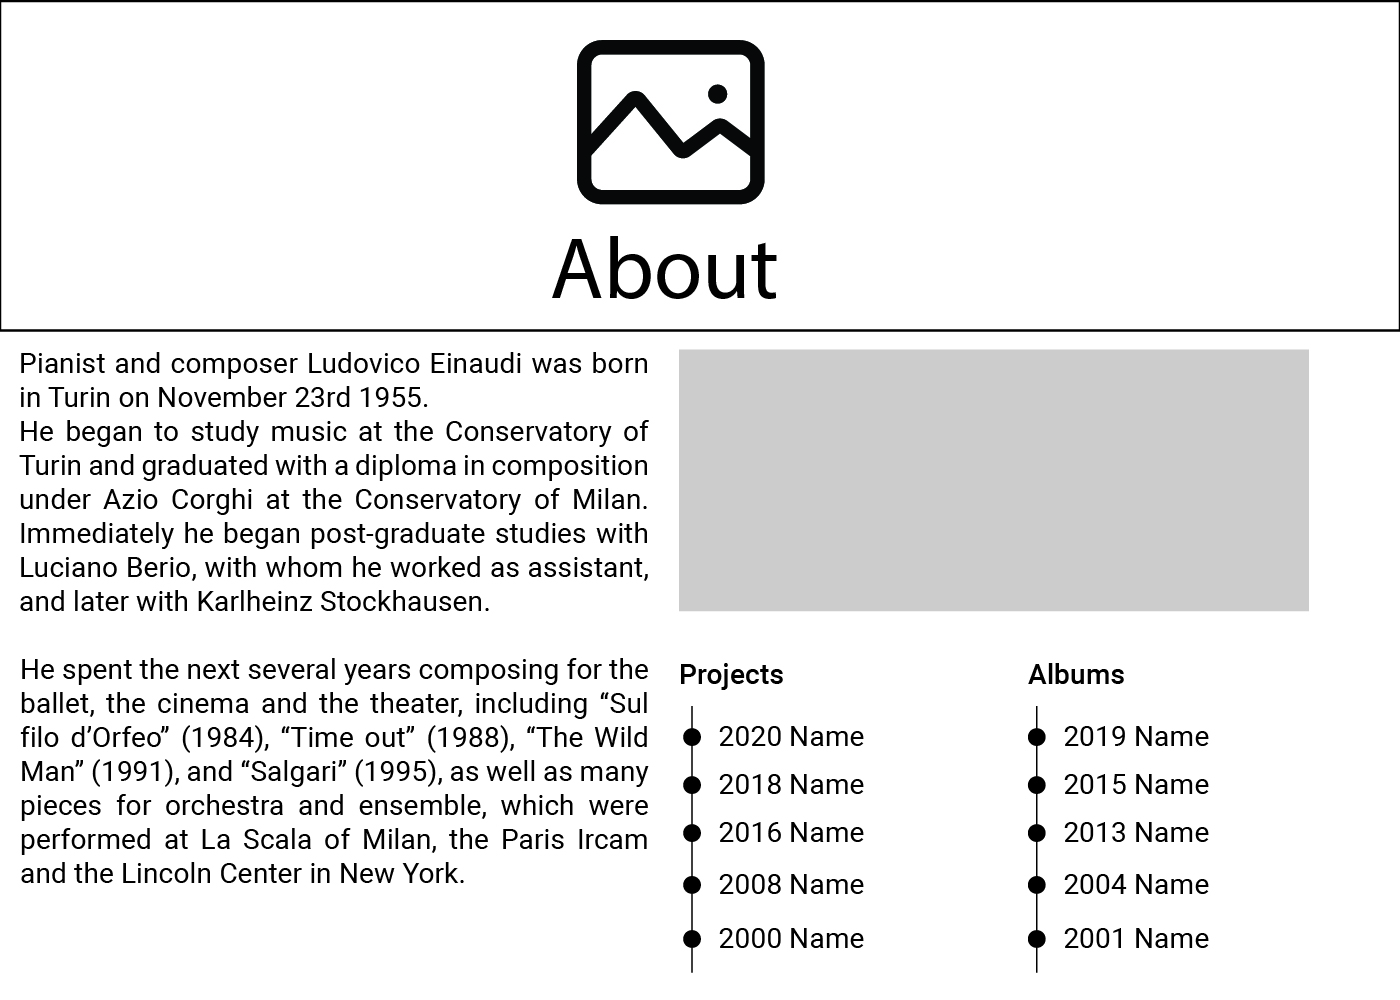 About
Pianist and composer Ludovico Einaudi was born
in Turin on November 23rd 1955.
He began to study music at the Conservatory of
Turin and graduated with a diploma in composition
under Azio Corghi at the Conservatory of Milan.
Immediately he began post-graduate studies with
Luciano Berio, with whom he worked as assistant,
and later with Karlheinz Stockhausen.
He spent the next several years composing for the
ballet, the cinema and the theater, including “Sul
filo d’Orfeo” (1984), “Time out” (1988), “The Wild
Man” (1991), and “Salgari” (1995), as well as many
pieces for orchestra and ensemble, which were
performed at La Scala of Milan, the Paris Ircam
and the Lincoln Center in New York.
Projects
2020 Name
2018 Name
2016 Name
2008 Name
2000 Name
Albums
2019 Name
2015 Name
2013 Name
2004 Name
2001 Name